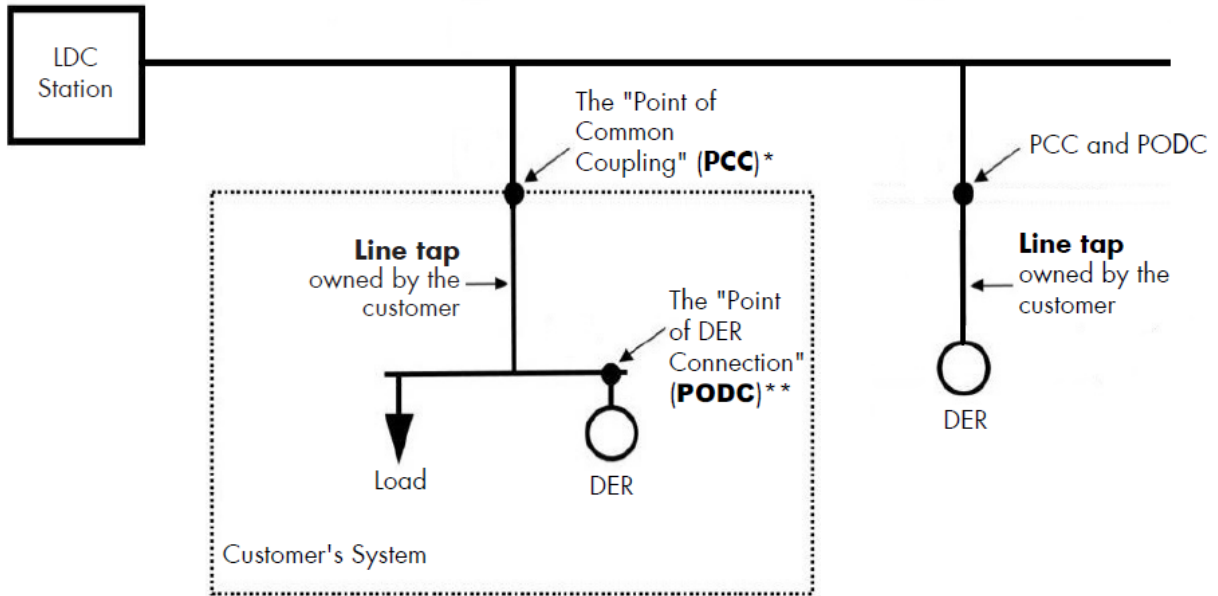 LDC
Station
The "Point of
Common
Coupling" (PCC)*
PCC and PODC
Line tap
owned by the
customer
Line tap
owned by the
customer
The "Point
of DER
Connection"
(PODC)**
Load
DER
DER
Customer's System